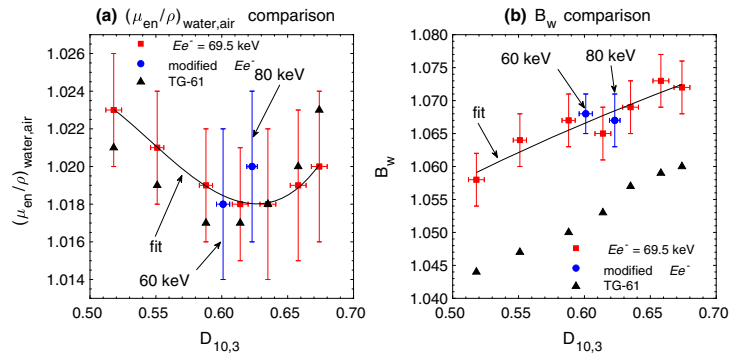 (a) (μen/ρ)water,air comparison
1.026
1.024
1.022
1.020
1.018
1.016
1.014
(μen/ρ)water,air
Ee⁻ = 69.5 keV
modified Ee⁻
TG-61
80 keV
fit
60 keV
0.50 0.55 0.60 0.65 0.70
D10,3
(b) Bw comparison
1.080
1.075
1.070
1.065
1.060
1.055
1.050
1.045
1.040
Bw
60 keV
80 keV
fit
Ee⁻ = 69.5 keV
modified Ee⁻
TG-61
0.50 0.55 0.60 0.65 0.70
D10,3